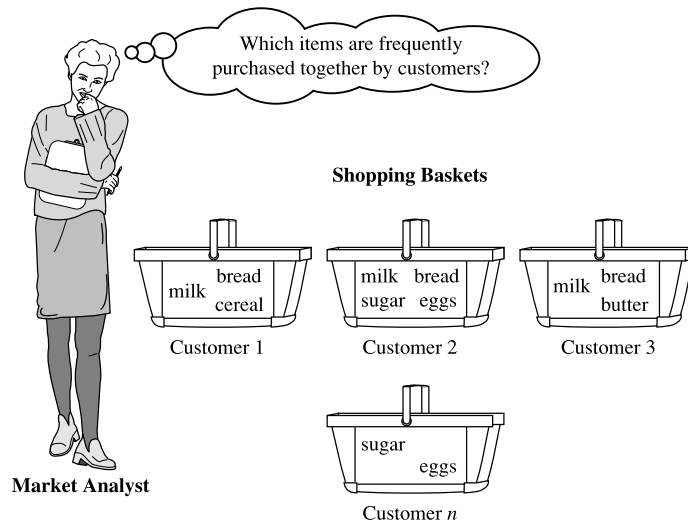 Which items are frequently
purchased together by customers?
Shopping Baskets
milk bread
cereal
Customer 1
milk bread
sugar eggs
Customer 2
milk bread
butter
Customer 3
sugar
eggs
Customer n
Market Analyst